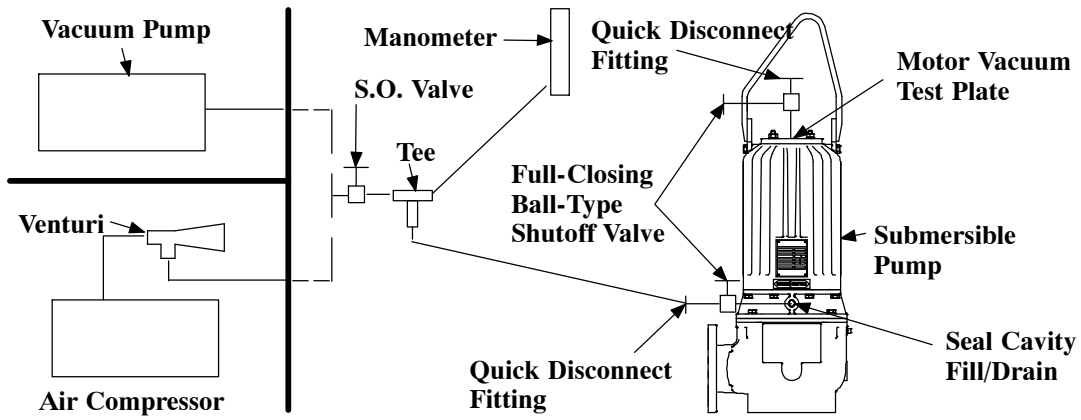 Vacuum Pump
Manometer
Quick Disconnect
Fitting
Motor Vacuum
Test Plate
S.O. Valve
Tee
Full-Closing
Ball-Type
Shutoff Valve
Venturi
Submersible
Pump
Seal Cavity
Fill/Drain
Quick Disconnect
Fitting
Air Compressor